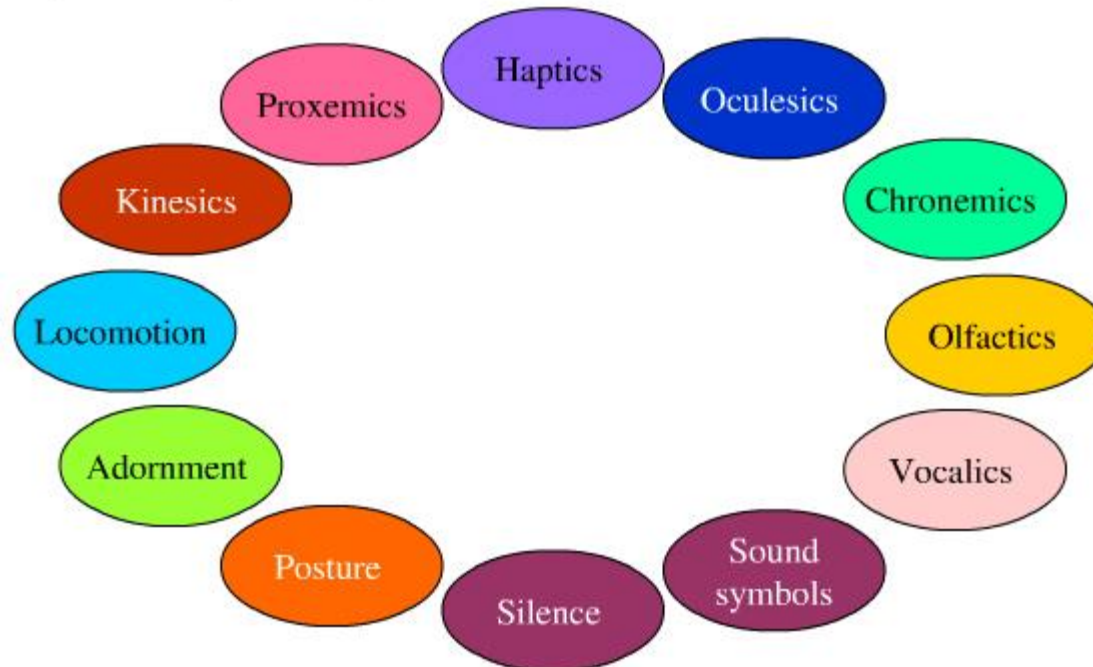 Haptics
Oculesics
Chronemics
Olfactics
Vocalics
Sound
symbols
Silence
Posture
Adornment
Locomotion
Kinesics
Proxemics